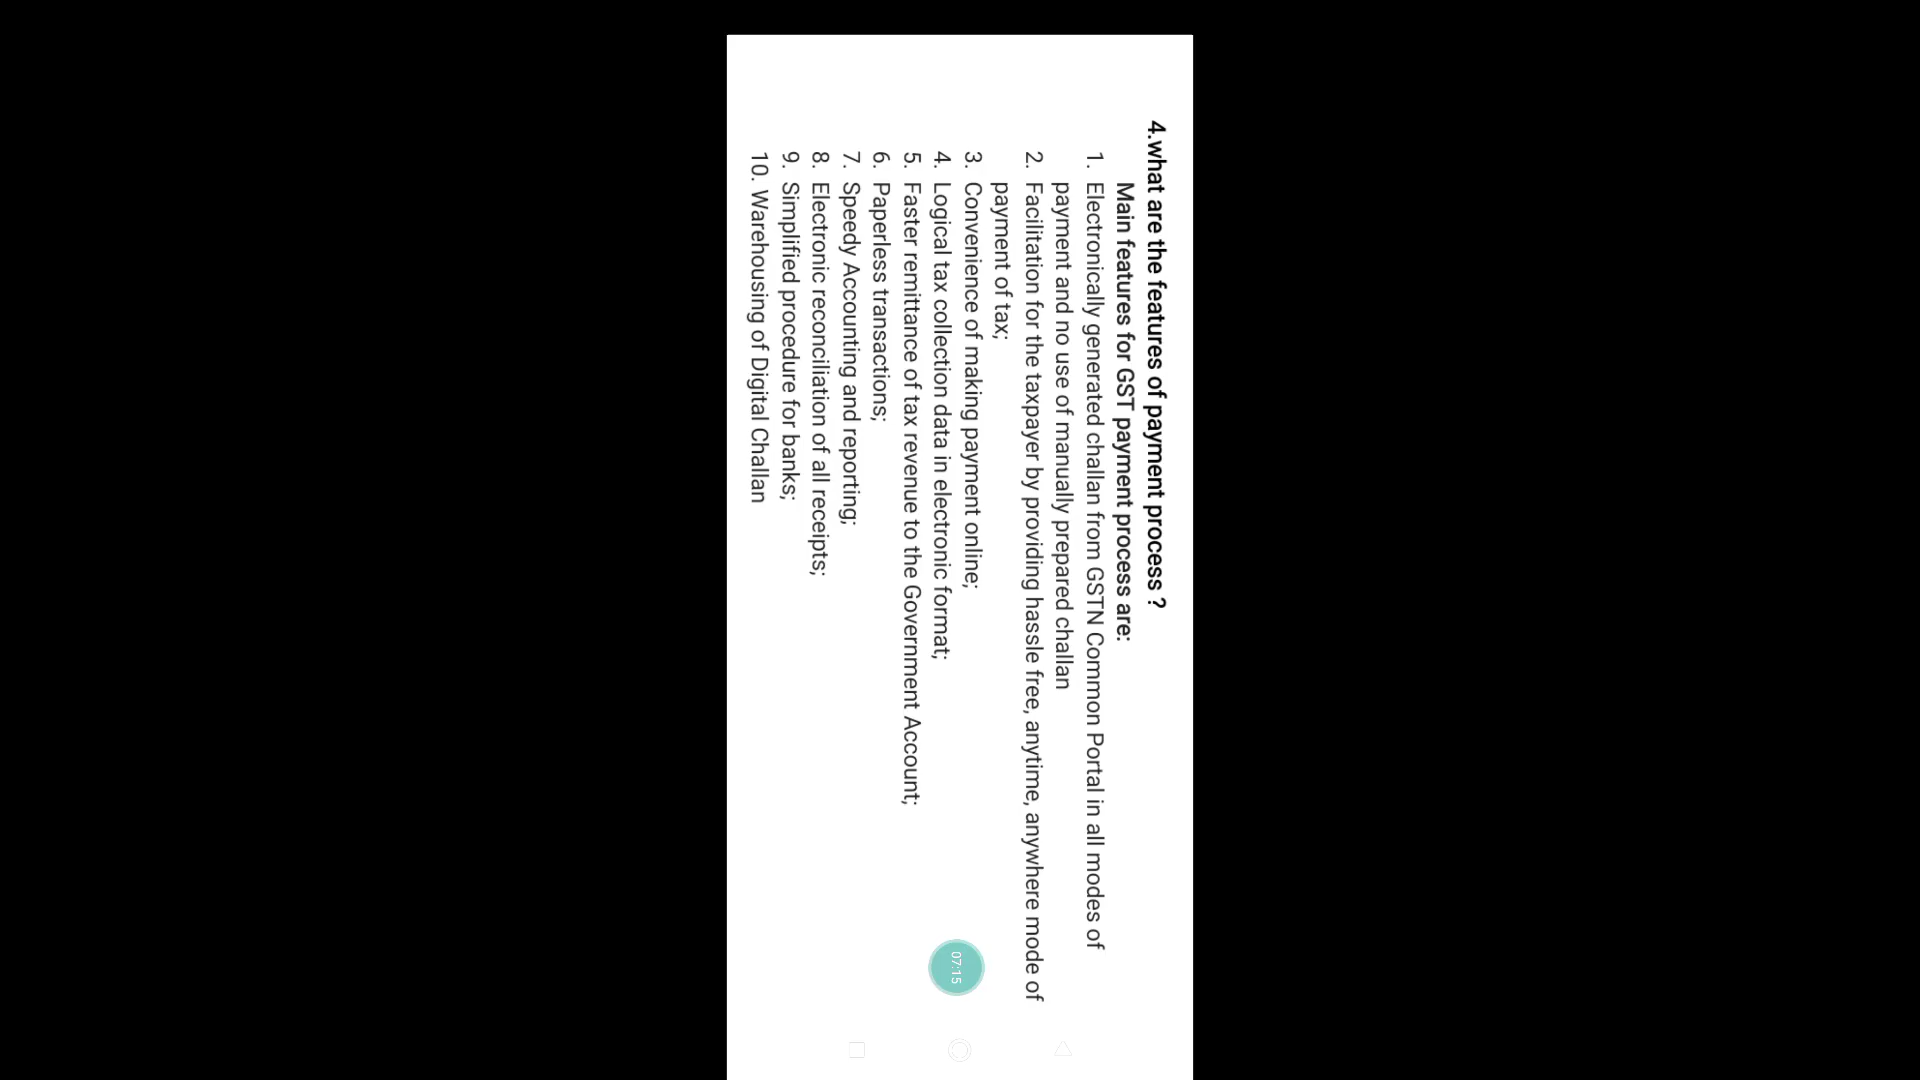 4.what are the features of payment process ?
Main features for GST payment process are:
1. Electronically generated challan from GSTN Common Portal in all modes of
payment and no use of manually prepared challan
2. Facilitation for the taxpayer by providing hassle free, anytime, anywhere mode of
payment of tax;
3. Convenience of making payment online;
4. Logical tax collection data in electronic format;
5. Faster remittance of tax revenue to the Government Account;
6. Paperless transactions;
7. Speedy Accounting and reporting;
8. Electronic reconciliation of all receipts;
9. Simplified procedure for banks;
10. Warehousing of Digital Challan
07:15